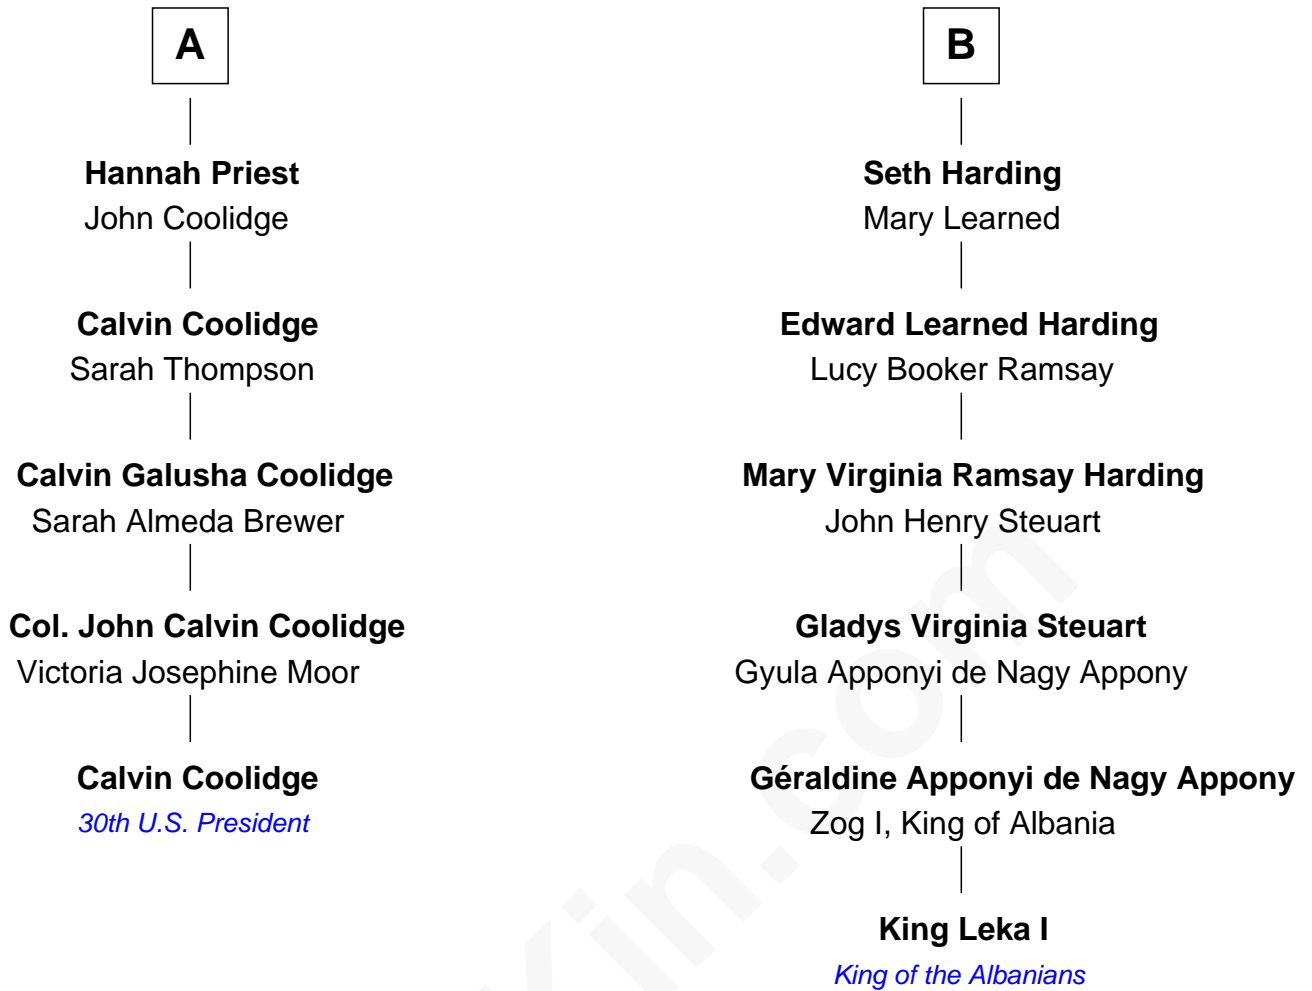 A
Hannah Priest
John Coolidge
Calvin Coolidge
Sarah Thompson
Calvin Galusha Coolidge
Sarah Almeda Brewer
Col. John Calvin Coolidge
Victoria Josephine Moor
Calvin Coolidge
30th U.S. President
B
Seth Harding
Mary Learned
Edward Learned Harding
Lucy Booker Ramsay
Mary Virginia Ramsay Harding
John Henry Steuart
Gladys Virginia Steuart
Gyula Apponyi de Nagy Appony
Géraldine Apponyi de Nagy Appony
Zog I, King of Albania
King Leka I
King of the Albanians